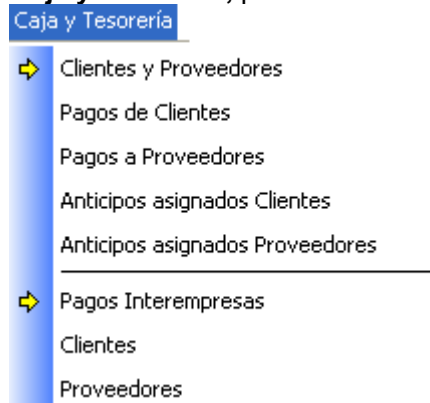 Caja y Tesorería
Clientes y Proveedores
Pagos de Clientes
Pagos a Proveedores
Anticipos asignados Clientes
Anticipos asignados Proveedores
Pagos Interempresas
Clientes
Proveedores